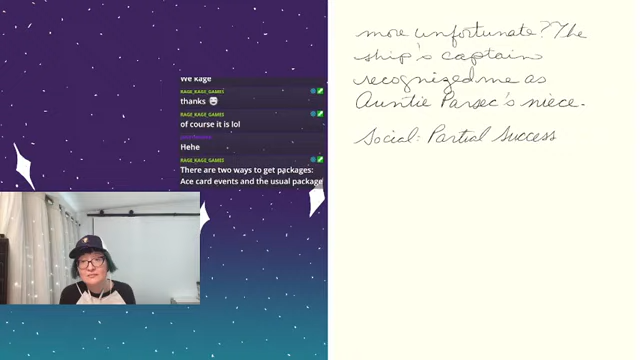 We Rage
RAGE_KAGE_GAMES
thanks
RAGE_KAGE_GAMES
of course it is lol
Hehe
RAGE_KAGE_GAMES
There are two ways to get packages:
Ace card events and the usual package
more unfortunate? The
ship's captain
recognized me as
Auntie Parsec's niece.
Social: Partial Success